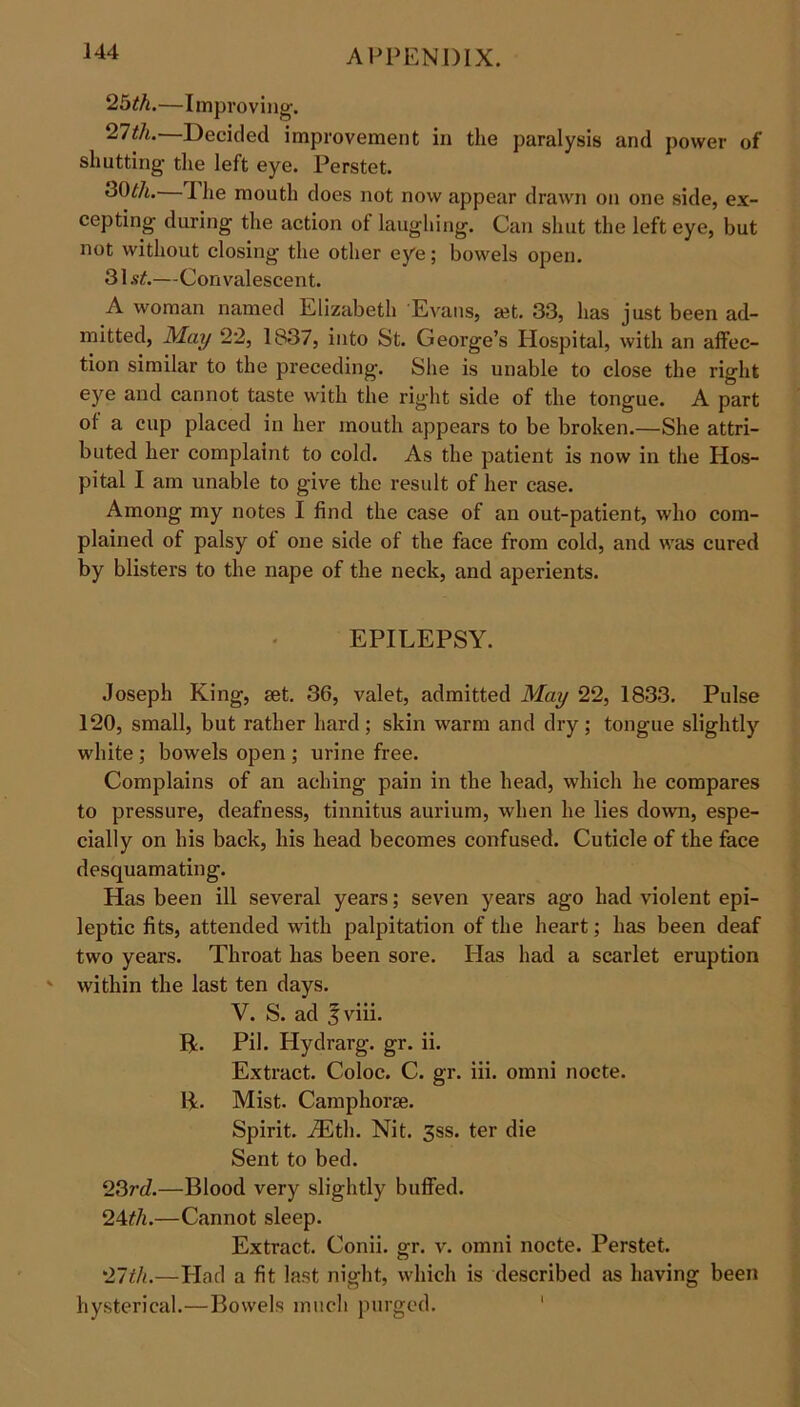 144
APPENDIX.
25th.—Improving.
27th.—Decided improvement in the paralysis and power of
shutting the left eye. Perstet.
30th.—The mouth does not now appear drawn on one side, ex-
cepting during the action of laughing. Can shut the left eye, but
not without closing the other eye; bowels open.
31st.—Convalescent.
A woman named Elizabeth Evans, æt. 33, has just been ad-
mitted, May 22, 1837, into St. George's Hospital, with an affec-
tion similar to the preceding. She is unable to close the right
eye and cannot taste with the right side of the tongue. A part
of a cup placed in her mouth appears to be broken.—She attri-
buted her complaint to cold. As the patient is now in the Hos-
pital I am unable to give the result of her case.
Among my notes I find the case of an out-patient, who com-
plained of palsy of one side of the face from cold, and was cured
by blisters to the nape of the neck, and aperients.
EPILEPSY.
Joseph King, æt. 36, valet, admitted May 22, 1833. Pulse
120, small, but rather hard; skin warm and dry; tongue slightly
white; bowels open; urine free.
Complains of an aching pain in the head, which he compares
to pressure, deafness, tinnitus aurium, when he lies down, espe-
cially on his back, his head becomes confused. Cuticle of the face
desquamating.
Has been ill several years; seven years ago had violent epi-
leptic fits, attended with palpitation of the heart; has been deaf
two years. Throat has been sore. Has had a scarlet eruption
within the last ten days.
V. S. ad ℥viii.
℞. Pil. Hydrarg. gr. ii.
Extract. Coloc. C. gr. iii. omni nocte.
℞. Mist. Camphoræ.
Spirit. Æth. Nit. ʒss. ter die
Sent to bed.
23rd.—Blood very slightly buffed.
24th.—Cannot sleep.
Extract. Conii. gr. v. omni nocte. Perstet.
27th.—Had a fit last night, which is described as having been
hysterical.—Bowels much purged.